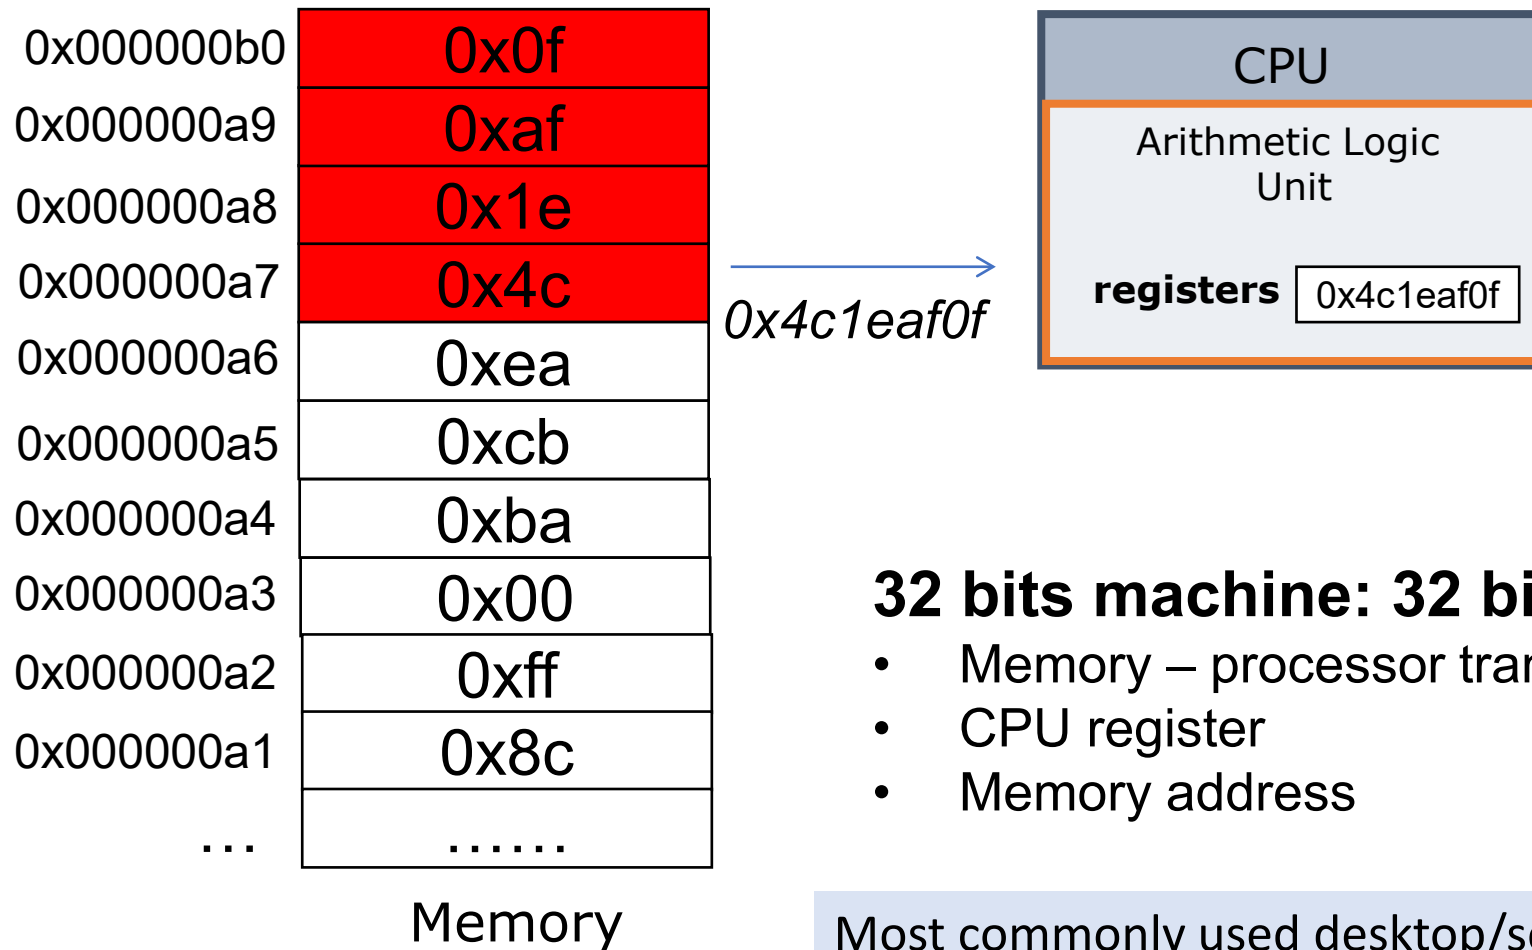 0x000000b0 0x0f
0x000000a9 0xaf
0x000000a8 0x1e
0x000000a7 0x4c
0x000000a6 0xea
0x000000a5 0xcb
0x000000a4 0xba
0x000000a3 0x00
0x000000a2 0xff
0x000000a1 0x8c
... ......
Memory
0x4c1eaf0f
CPU
Arithmetic Logic
Unit
registers 0x4c1eaf0f
32 bits machine: 32
• Memory – processor
• CPU register
• Memory address
Most commonly used